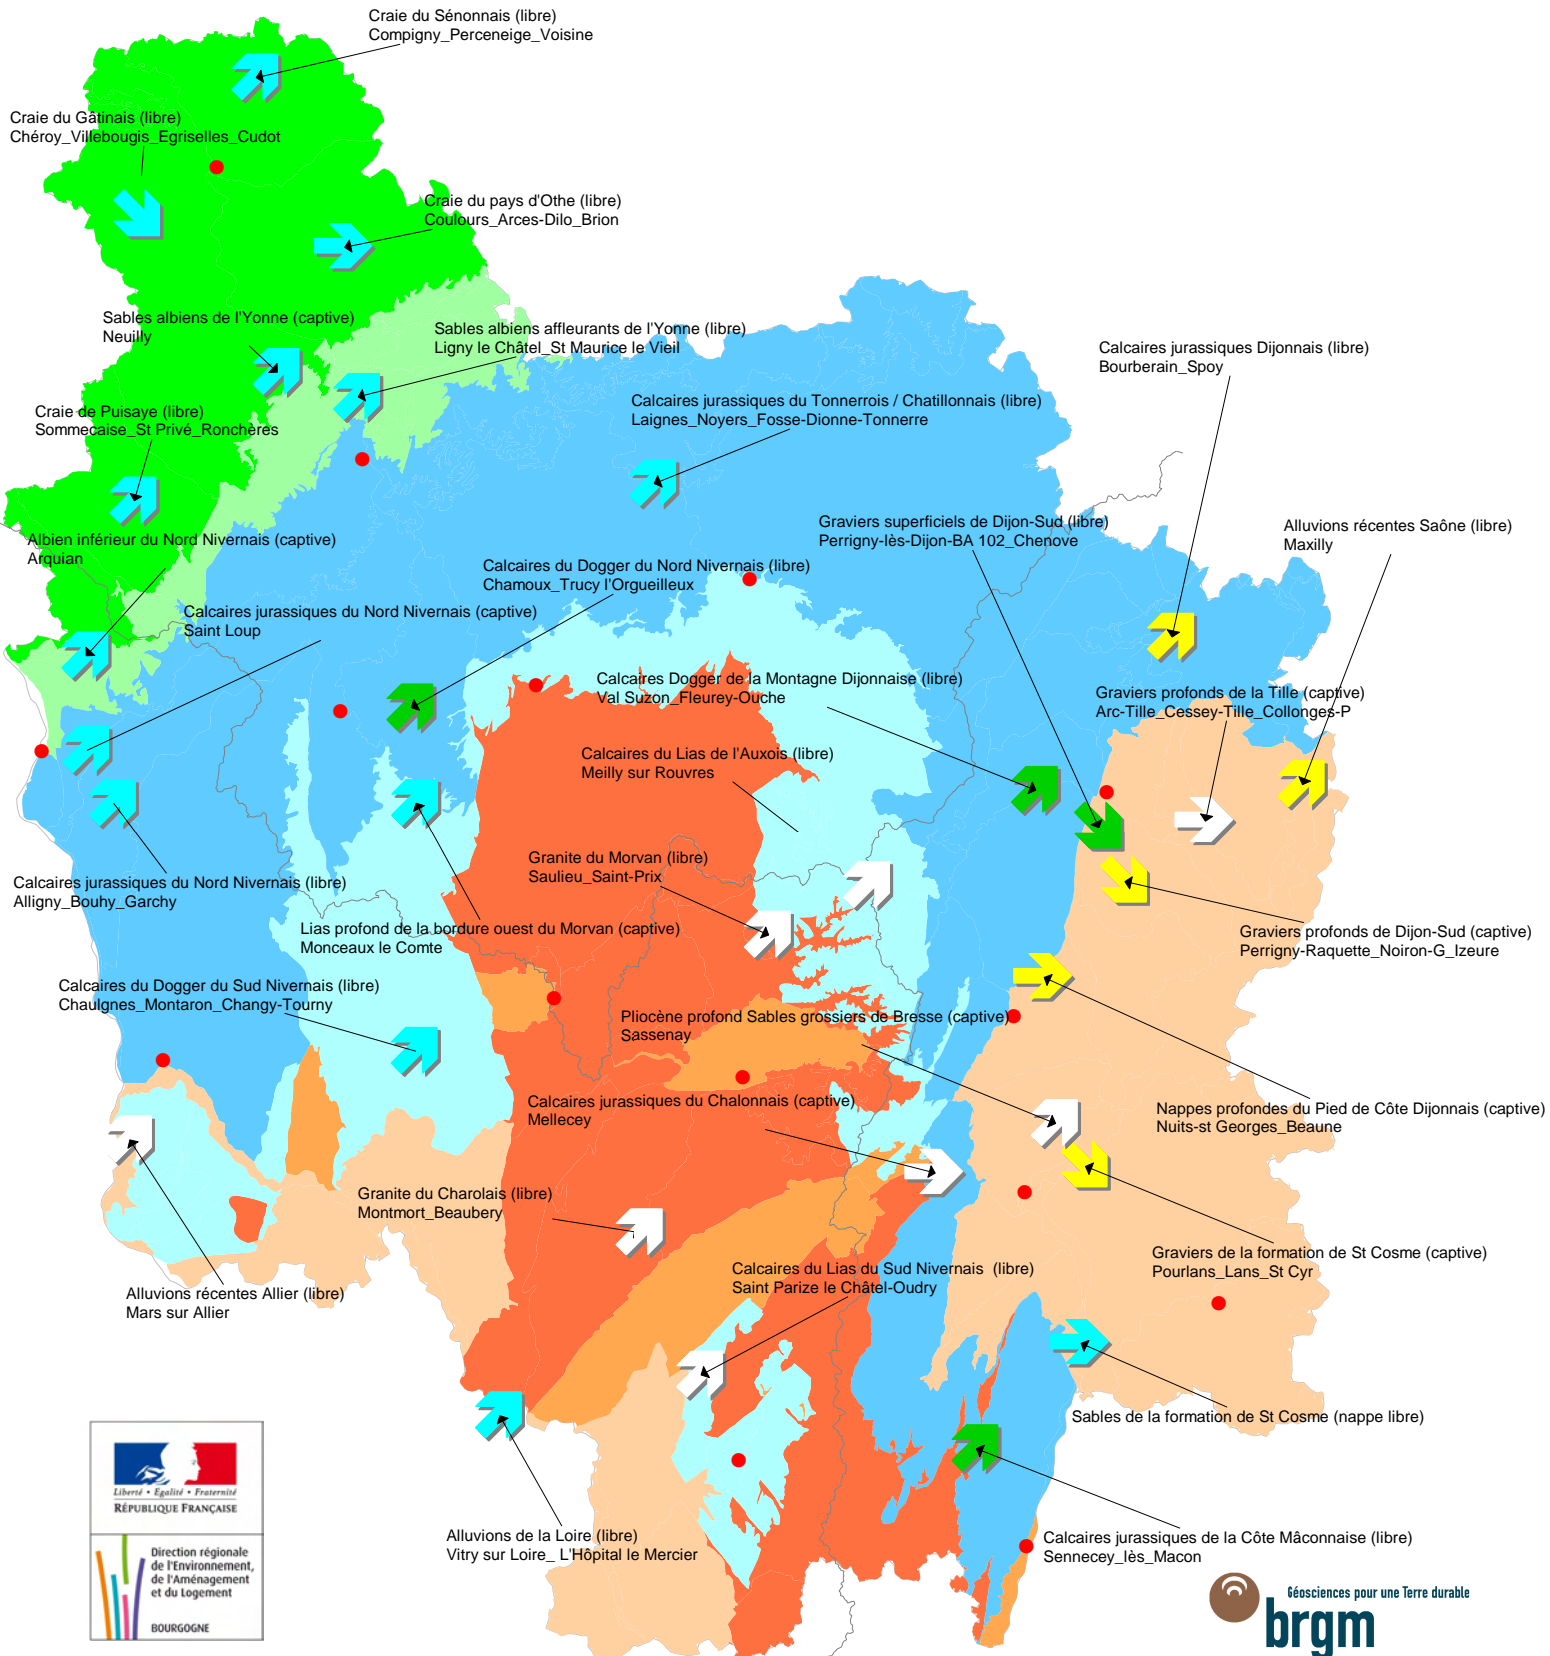 Craie du Sénonnais (libre)
Compigny_Perceneige_Voisine
Craie du Gâtinais (libre)
Chéroy_Villebougis_Egriselles_Cudot
Craie du pays d'Othe (libre)
Coulours_Arces-Dilo_Brion
Sables albiens de l'Yonne (captive)
Neuilly
Sables albiens affleurants de l'Yonne (libre)
Ligny le Châtel_St Maurice le Vieil
Calcaires jurassiques Dijonnais (libre)
Bourberain_Spoy
Calcaires jurassiques du Tonnerrois / Chatillonnais (libre)
Laignes_Noyers_Fosse-Dionne-Tonnerre
Craie de Puisaye (libre)
Sommecaise_St Privé_Ronchères
Graviers superficiels de Dijon-Sud (libre)
Perrigny-lès-Dijon-BA 102_Chenove
Alluvions récentes Saône (libre)
Maxilly
Albien inférieur du Nord Nivernais (captive)
Arquian
Calcaires du Dogger du Nord Nivernais (libre)
Chamoux_Trucy l'Orgueilleux
Calcaires jurassiques du Nord Nivernais (captive)
Saint Loup
Calcaires Dogger de la Montagne Dijonnaise (libre)
Val Suzon_Fleurey-Ouche
Graviers profonds de la Tille (captive)
Arc-Tille_Cessey-Tille_Collonges-P
Calcaires du Lias de l'Auxois (libre)
Meilly sur Rouvres
Granite du Morvan (libre)
Saulieu_Saint-Prix
Calcaires jurassiques du Nord Nivernais (libre)
Alligny_Bouhy_Garchy
Lias profond de la bordure ouest du Morvan (captive)
Monceaux le Comte
Graviers profonds de Dijon-Sud (captive)
Perrigny-Raquette_Noiron-G_Izeure
Calcaires du Dogger du Sud Nivernais (libre)
Chaulgnes_Montaron_Changy-Tourny
Pliocène profond Sables grossiers de Bresse (captive)
Sassenay
Calcaires jurassiques du Chalonnais (captive)
Mellecey
Nappes profondes du Pied de Côte Dijonnais (captive)
Nuits-st Georges_Beaune
Granite du Charolais (libre)
Montmort_Beaubery
Graviers de la formation de St Cosme (captive)
Pourlans_Lans_St Cyr
Calcaires du Lias du Sud Nivernais (libre)
Saint Parize le Châtel-Oudry
Alluvions récentes Allier (libre)
Mars sur Allier
Sables de la formation de St Cosme (nappe libre)
Alluvions de la Loire (libre)
Vitry sur Loire_ L'Hôpital le Mercier
Calcaires jurassiques de la Côte Mâconnaise (libre)
Sennecey_lès_Macon
Liberté • Egalité • Fraternité
RÉPUBLIQUE FRANÇAISE
Direction régionale
de l'Environnement,
de l'Aménagement
et du Logement
BOURGOGNE
Géosciences pour une Terre durable
brgm